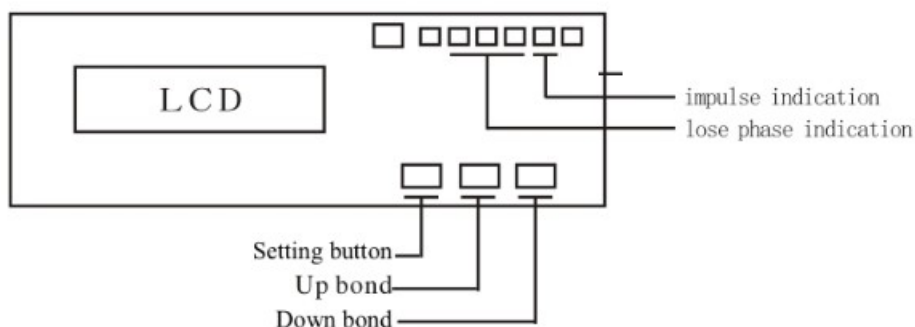 LCD
impulse indication
lose phase indication
Setting button
Up bond
Down bond